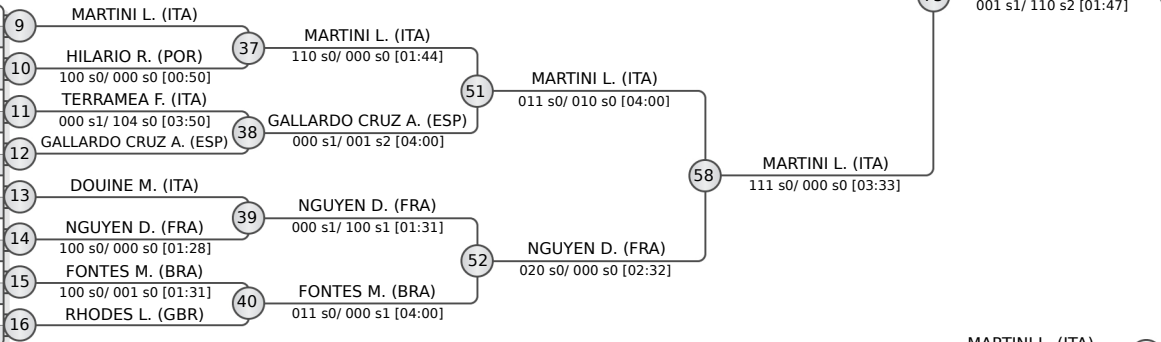 001 s1/ 110 s2 [01:47]
9
MARTINI L. (ITA)
10
HILARIO R. (POR)
100 s0/ 000 s0 [00:50]
11
TERRAMEA F. (ITA)
000 s1/ 104 s0 [03:50]
12
GALLARDO CRUZ A. (ESP)
13
DOUINE M. (ITA)
14
NGUYEN D. (FRA)
100 s0/ 000 s0 [01:28]
15
FONTES M. (BRA)
100 s0/ 001 s0 [01:31]
16
RHODES L. (GBR)
37
MARTINI L. (ITA)
110 s0/ 000 s0 [01:44]
38
GALLARDO CRUZ A. (ESP)
000 s1/ 001 s2 [04:00]
39
NGUYEN D. (FRA)
000 s1/ 100 s1 [01:31]
40
FONTES M. (BRA)
011 s0/ 000 s1 [04:00]
51
MARTINI L. (ITA)
011 s0/ 010 s0 [04:00]
52
NGUYEN D. (FRA)
020 s0/ 000 s0 [02:32]
58
MARTINI L. (ITA)
111 s0/ 000 s0 [03:33]
MARTINI L. (ITA)